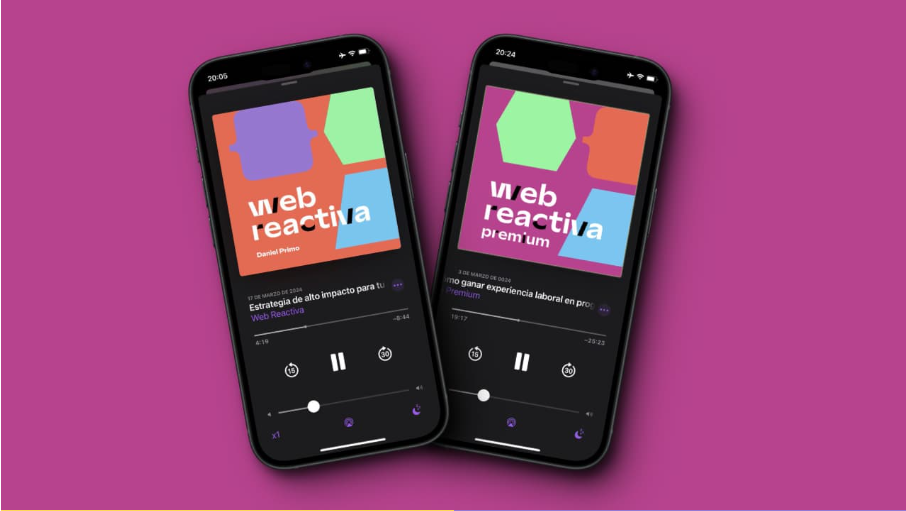 20:05
web
reactiva
Daniel Primo
17 DE MARZO DE 2024
Estrategia de alto impacto para tu
Web Reactiva
4:19
-8:44
15
30
x1
20:24
web
reactiva
premium
3 DE MARZO DE 2024
mo ganar experiencia laboral en prog
Premium
19:17
-25:23
15
30